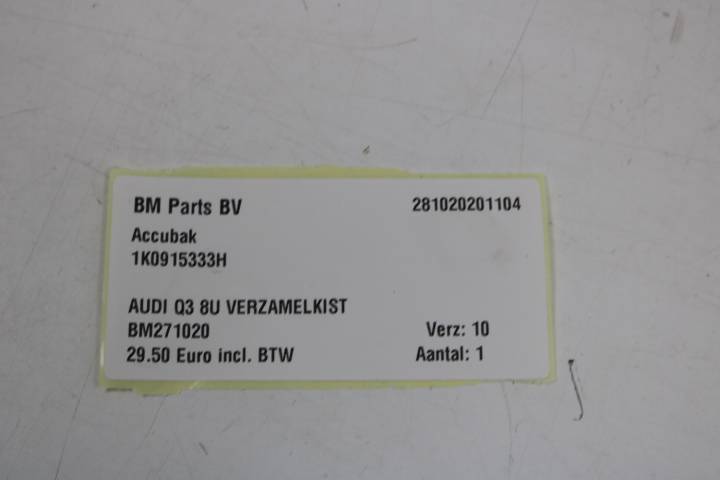 BM Parts BV 281020201104
Accubak
1K0915333H
AUDI Q3 8U VERZAMELKIST
BM271020 Verz: 10
29.50 Euro incl. BTW Aantal: 1